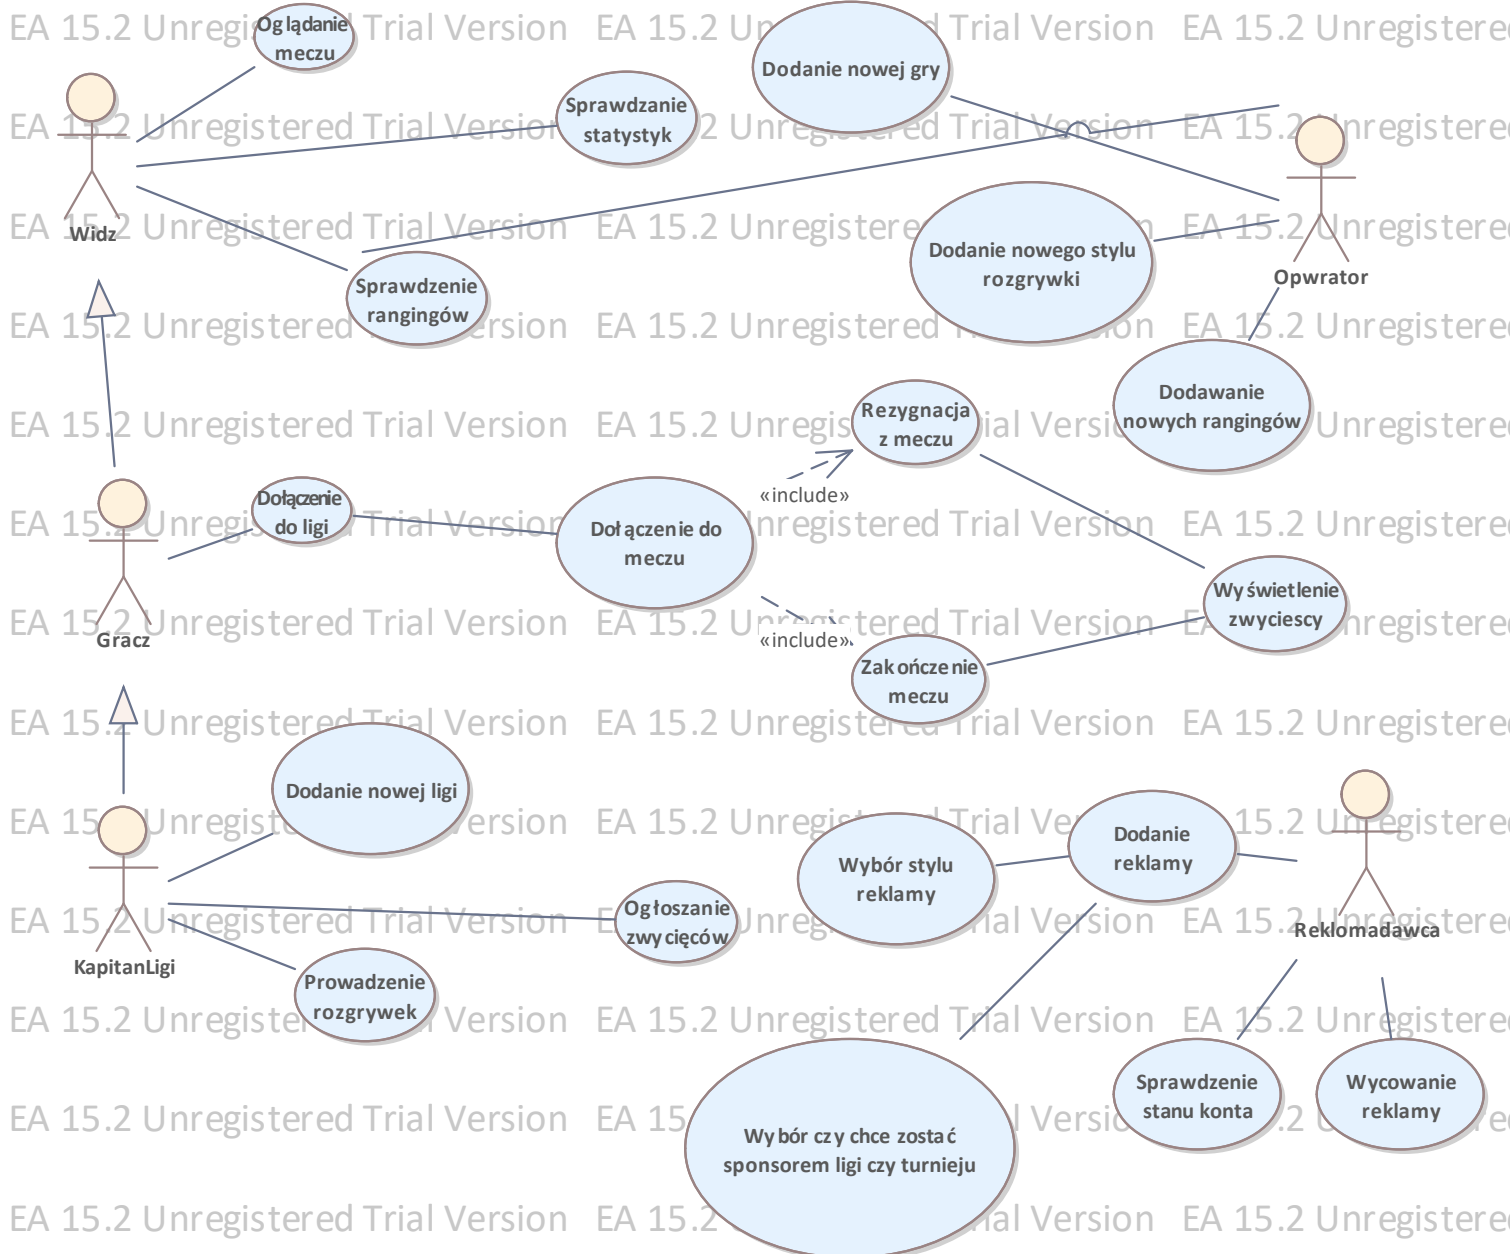 EA 15.2 Unregistered Trial Version
Oglądanie
meczu
Dodanie nowej gry
Sprawdzanie
statystyk
Widz
Sprawdzenie
rangingów
Dodanie nowego stylu
rozgrywki
Opwrator
Dodawanie
nowych rangingów
Rezygnacja
z meczu
«include»
Dołączenie
do ligi
Dołączenie do
meczu
Wyświetlenie
zwyciescy
Gracz
«include»
Zakończenie
meczu
Dodanie nowej ligi
Dodanie
reklamy
Wybór stylu
reklamy
Ogłoszanie
zwycięców
Reklomadawca
KapitanLigi
Prowadzenie
rozgrywek
Sprawdzenie
stanu konta
Wycowanie
reklamy
Wybór czy chce zostać
sponsorem ligi czy turnieju